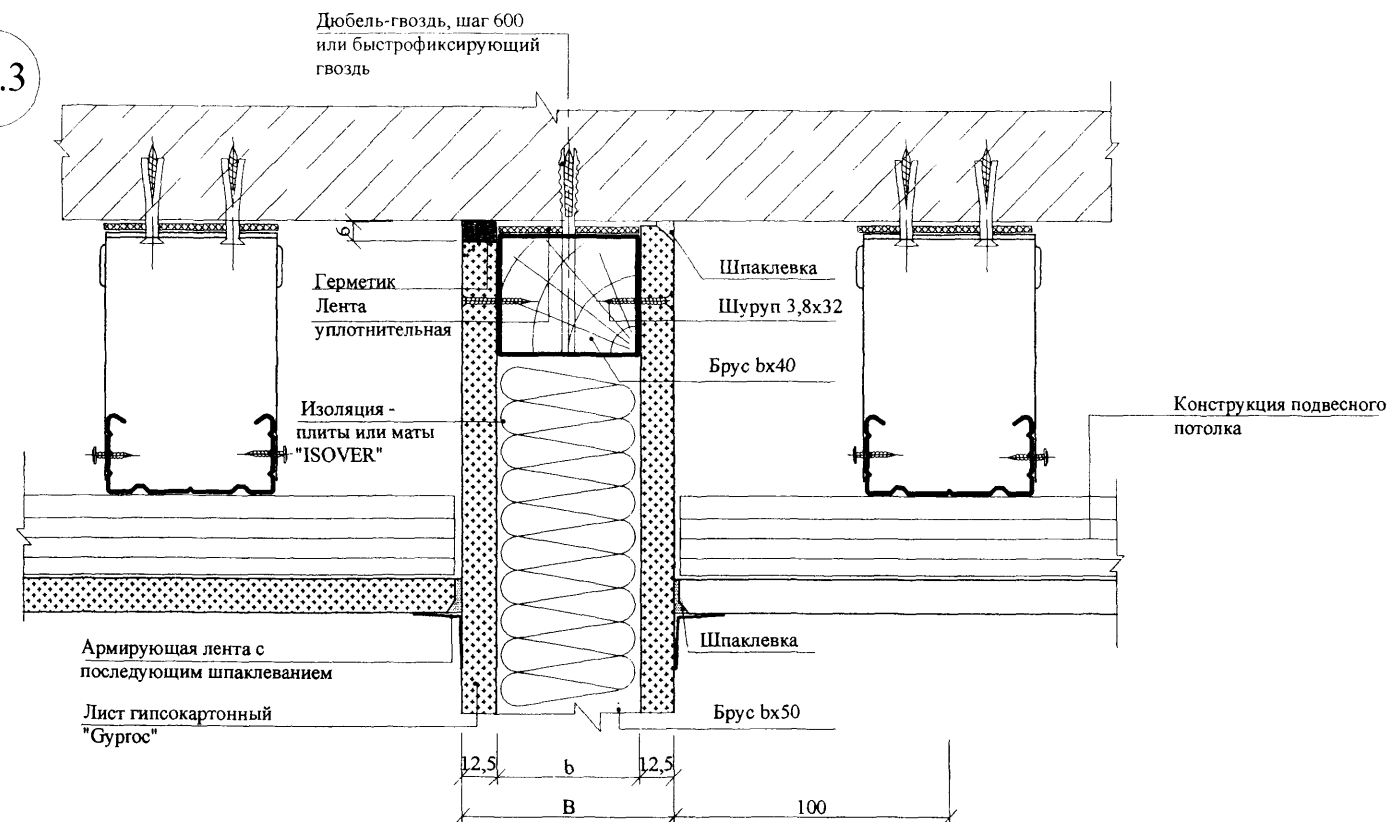 Дюбель-гвоздь, шаг 600
или быстрофиксирующий
гвоздь
.3
6
Герметик
Лента
уплотнительная
Шпаклевка
Шуруп 3,8х32
Брус bх40
Изоляция -
плиты или маты
"ISOVER"
Конструкция подвесного
потолка
Армирующая лента с
последующим шпаклеванием
Шпаклевка
Лист гипсокартонный
"Gyproc"
Брус bх50
12,5
b
12,5
B
100